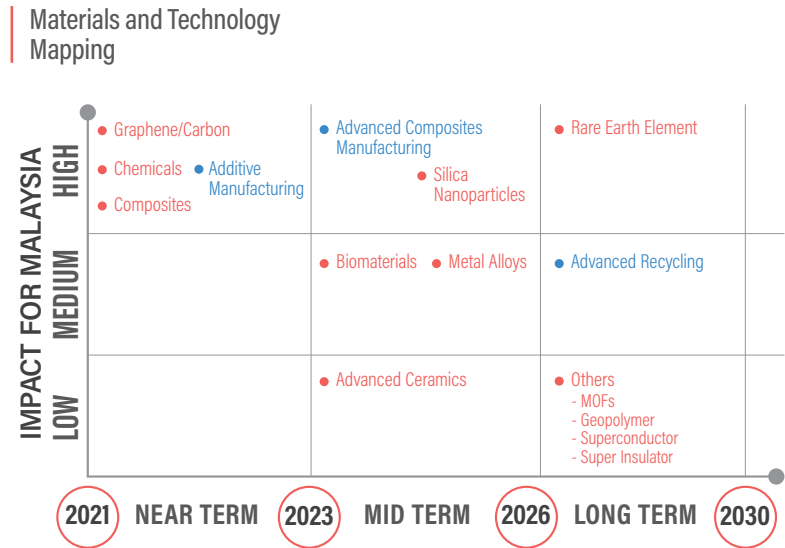 Materials and Technology
Mapping
IMPACT FOR MALAYSIA
HIGH
Graphene/Carbon
Chemicals
Additive
Manufacturing
Composites
Advanced Composites
Manufacturing
Silica
Nanoparticles
Rare Earth Element
MEDIUM
Biomaterials
Metal Alloys
Advanced Recycling
LOW
Advanced Ceramics
Others
- MOFs
- Geopolymer
- Superconductor
- Super Insulator
2021
NEAR TERM
2023
MID TERM
2026
LONG TERM
2030